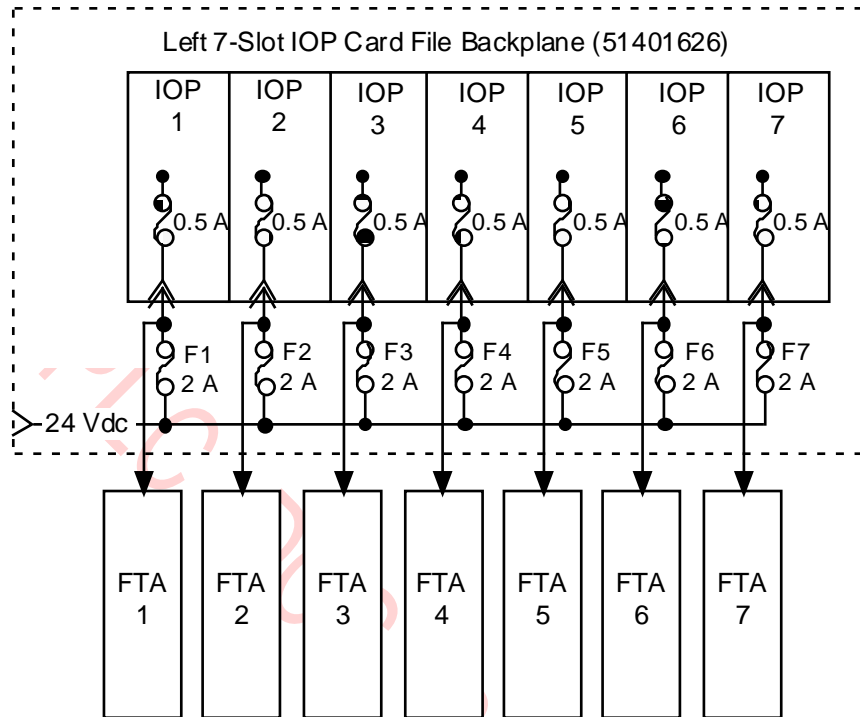 Left 7-Slot IOP Card File Backplane (51401626)
IOP 1
IOP 2
IOP 3
IOP 4
IOP 5
IOP 6
IOP 7
0.5 A
0.5 A
0.5 A
0.5 A
0.5 A
0.5 A
0.5 A
F1
F2
F3
F4
F5
F6
F7
2 A
2 A
2 A
2 A
2 A
2 A
2 A
24 Vdc
FTA 1
FTA 2
FTA 3
FTA 4
FTA 5
FTA 6
FTA 7